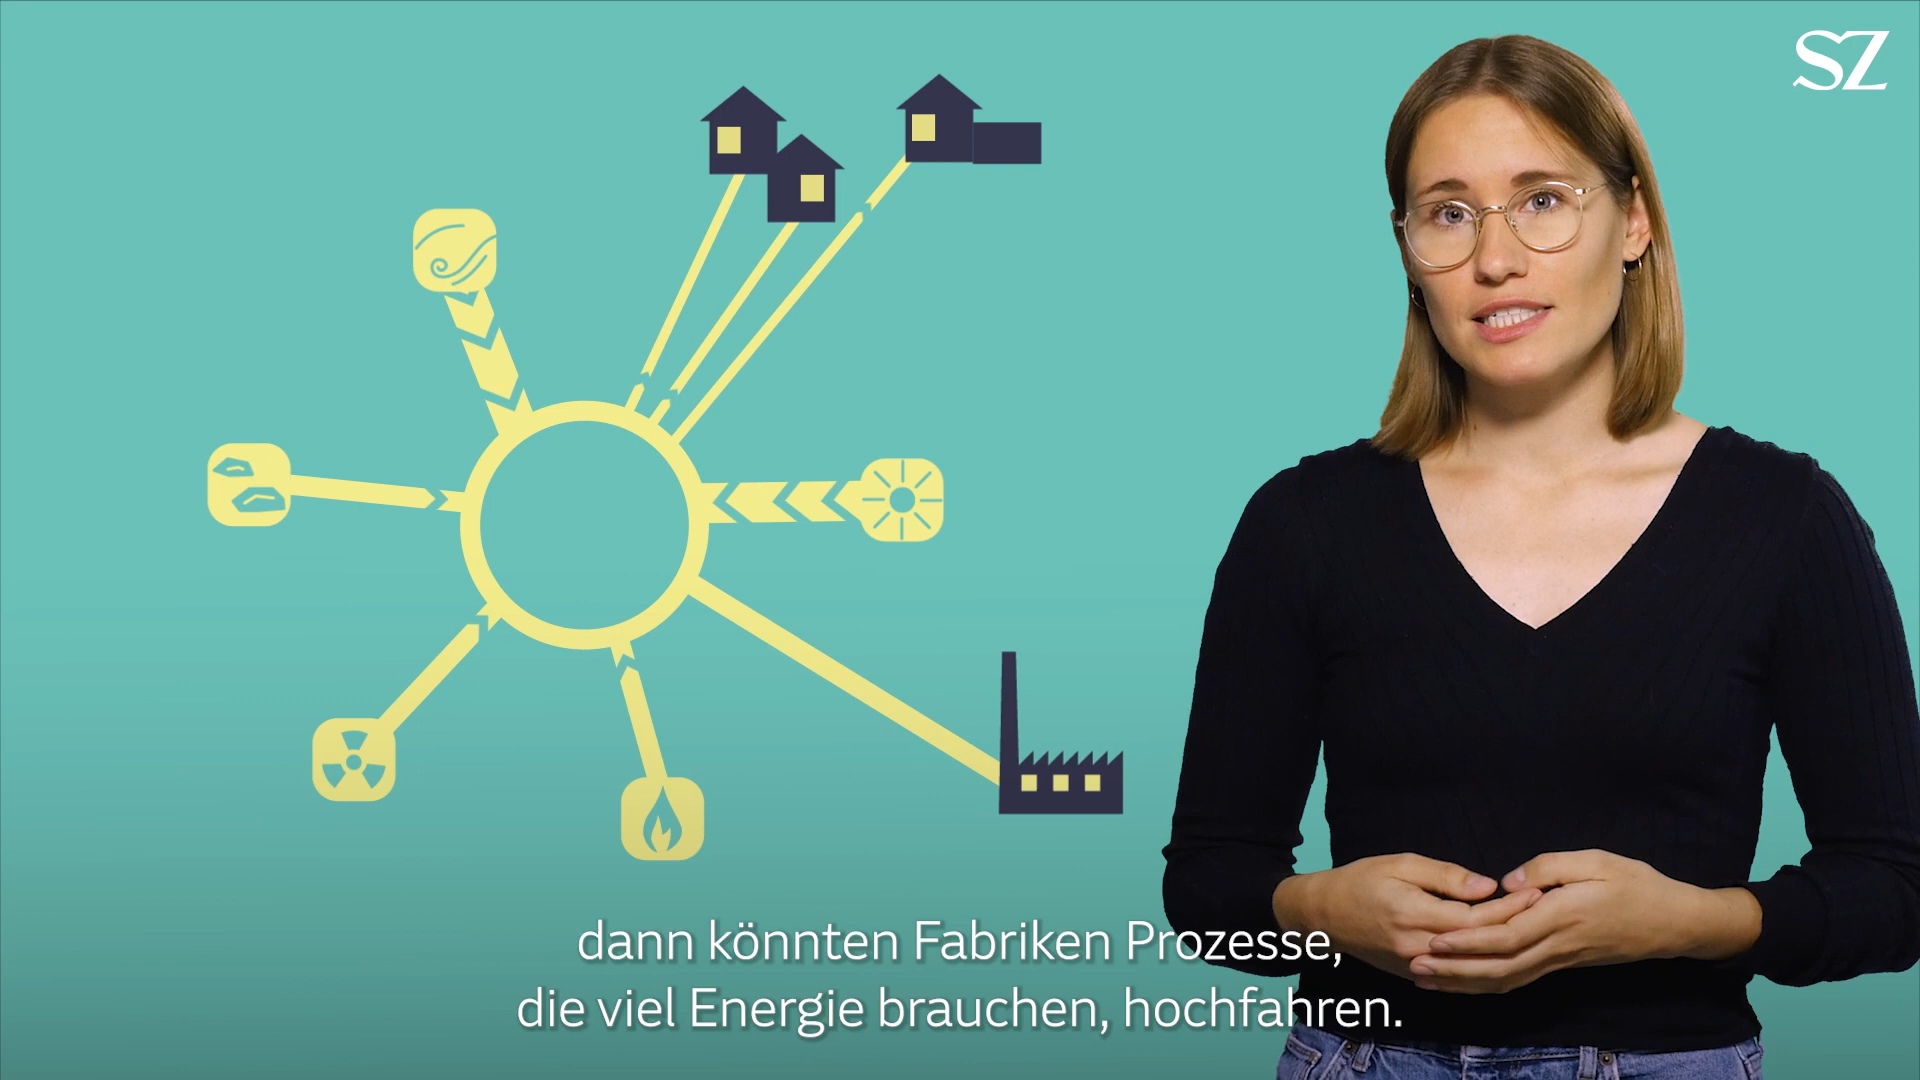 SZ
dann könnten Fabriken Prozesse,
die viel Energie brauchen, hochfahren.